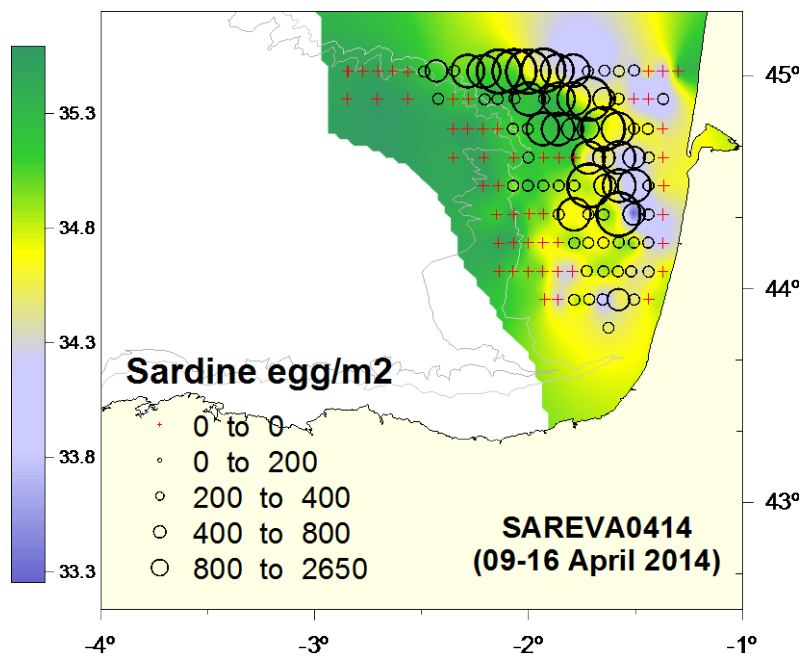 35.3
34.8
34.3
33.8
33.3
45º
44º
43º
Sardine egg/m2
0 to 0
0 to 200
200 to 400
400 to 800
800 to 2650
SAREVA0414
(09-16 April 2014)
-4º
-3º
-2º
-1º